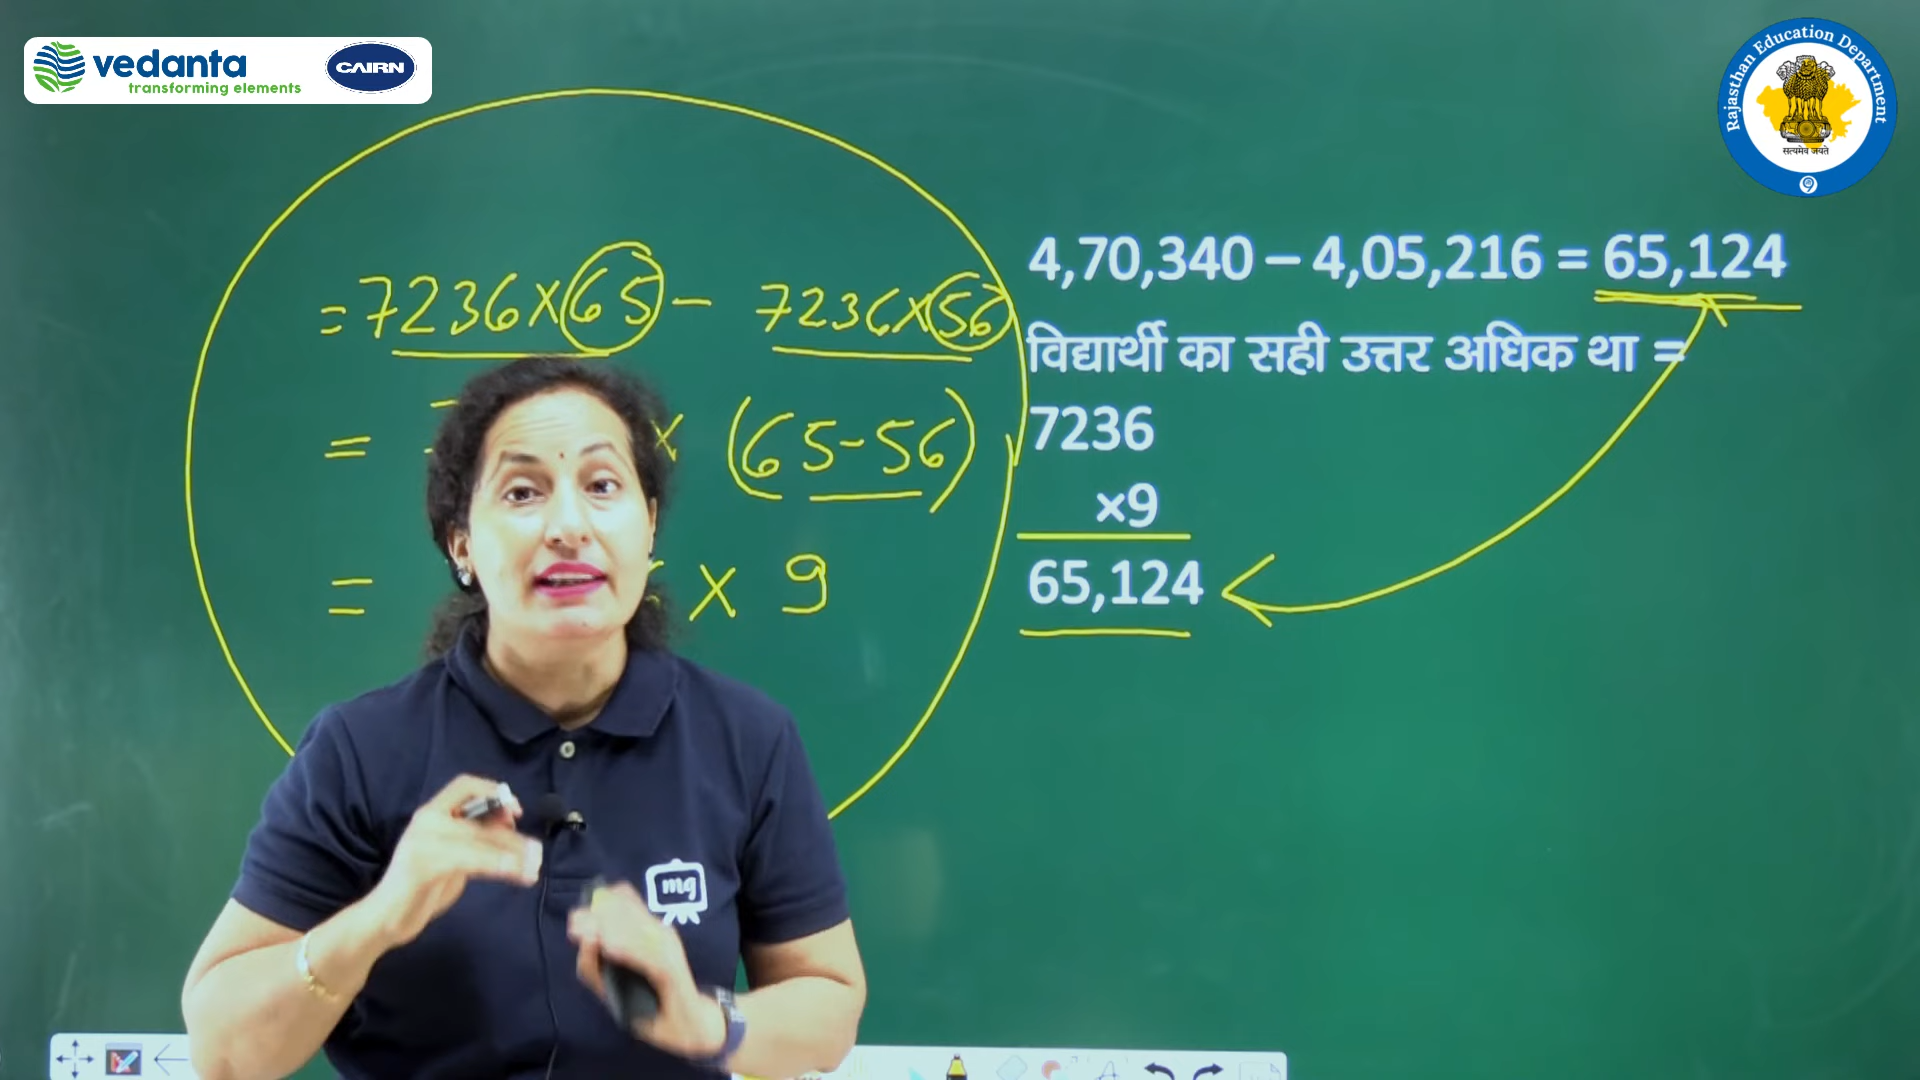 vedanta
transforming elements
CAIRN
Rajasthan Education Department
सत्यमेव जयते
= 7236 × 65 – 7236 × 56
= × (65 - 56)
= × 9
4,70,340 – 4,05,216 = 65,124
विद्यार्थी का सही उत्तर अधिक था =
7236
×9
65,124
mg